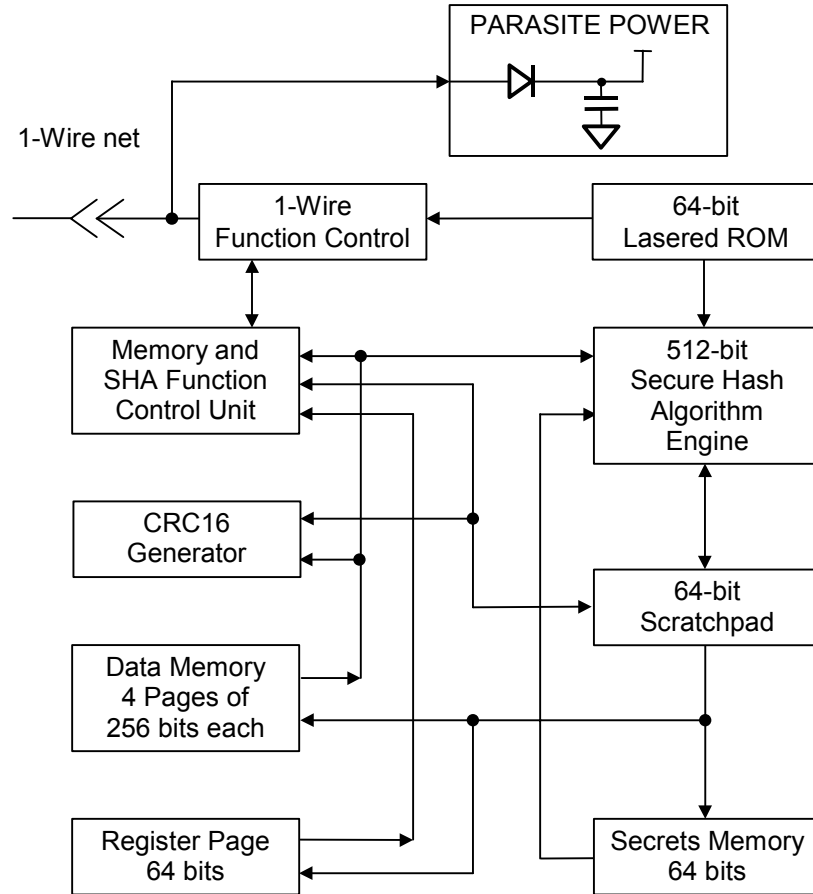 PARASITE POWER
1-Wire net
1-Wire
Function Control
64-bit
Lasered ROM
Memory and
SHA Function
Control Unit
512-bit
Secure Hash
Algorithm
Engine
CRC16
Generator
64-bit
Scratchpad
Data Memory
4 Pages of
256 bits each
Register Page
64 bits
Secrets Memory
64 bits